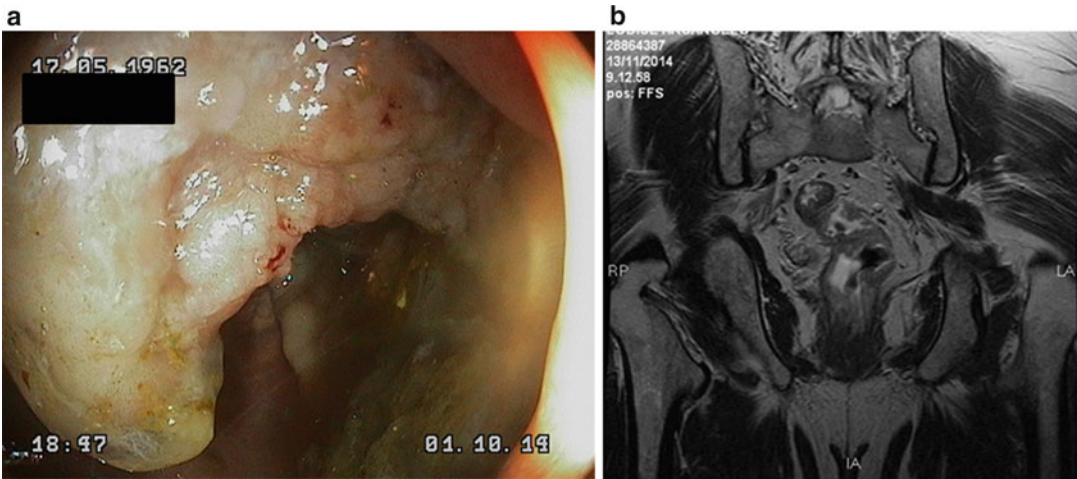 a
17.05.1962
18:47
01.10.14
b
28864387
13/11/2014
9.12.58
pos: FFS
RP
LA
IA